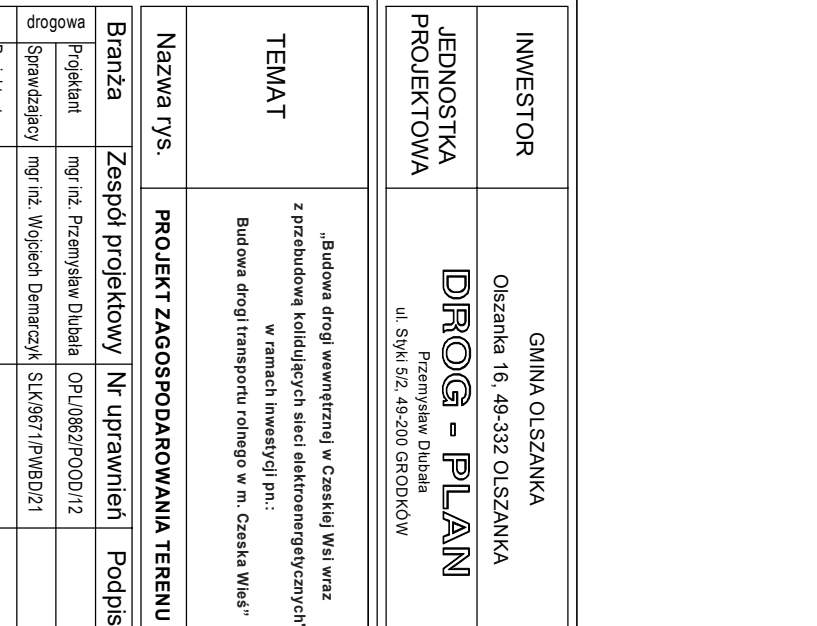 INWESTOR
GMINA OLSZANKA
Olszanka 16, 49-332 OLSZANKA
JEDNOSTKA
PROJEKTOWA
DROG - PLAN
Przemysław Dłubała
ul. Styki 5/2, 49-200 GRODKÓW
TEMAT
„Budowa drogi wewnętrznej w Czeskiej Wsi wraz
z przebudową kolidujących sieci elektroenergetycznych"
w ramach inwestycji pn.:
Budowa drogi transportu rolnego w m. Czeska Wieś”
Nazwa rys.
PROJEKT ZAGOSPODAROWANIA TERENU
Branża
Zespół projektowy
Nr uprawnień
Podpis
drogowa
Projektant
mgr inż. Przemysław Dłubała
OPL/0862/POOD/12
Sprawdzajacy
mgr inż. Wojciech Demarczyk
SLK/9671/PWBD/21